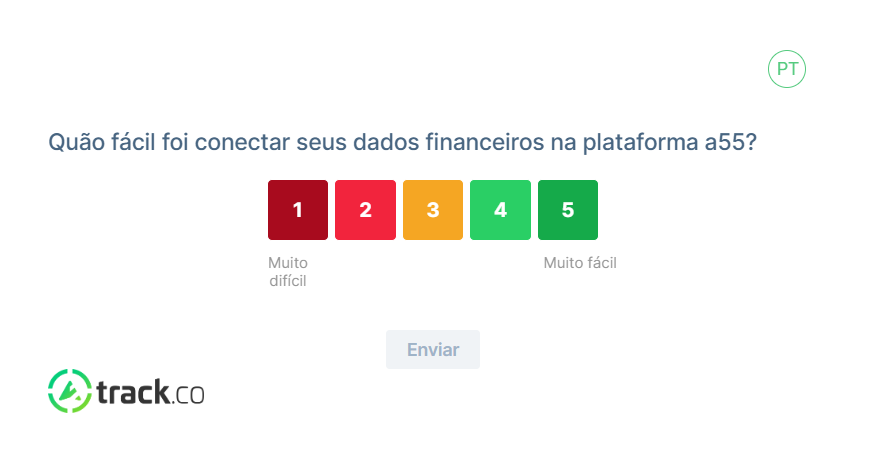 PT
Quão fácil foi conectar seus dados financeiros na plataforma a55?
1 2 3 4 5
Muito difícil
Muito fácil
Enviar
track.co